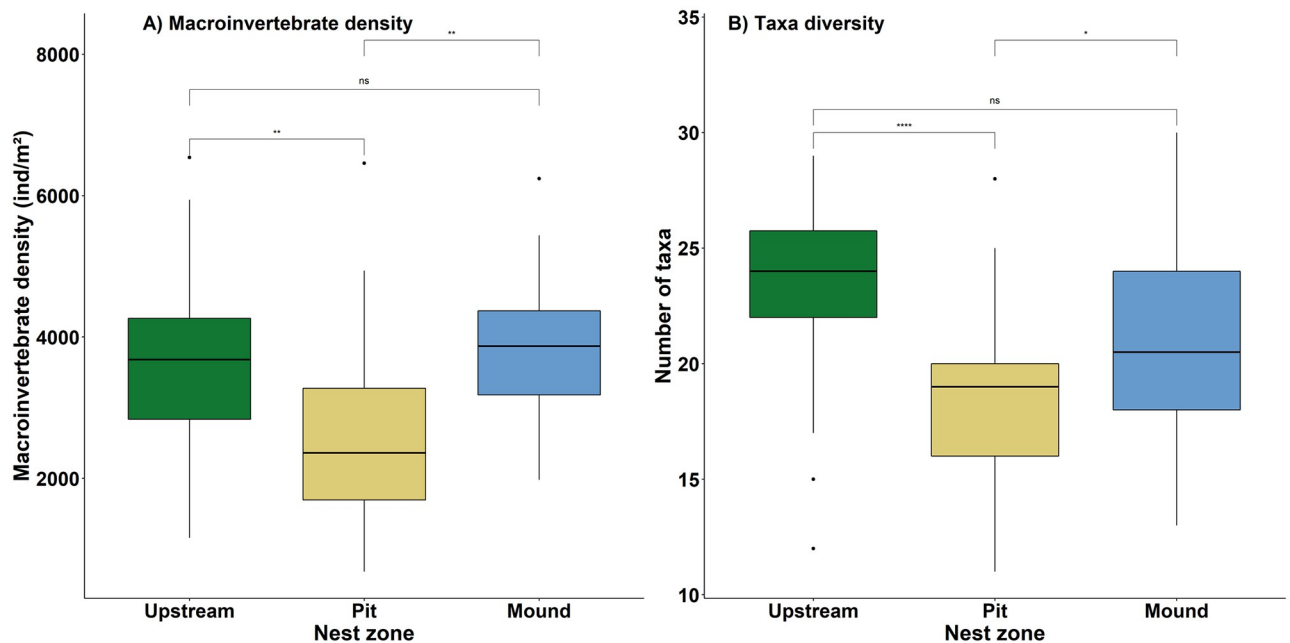 A) Macroinvertebrate density
**
ns
**
8000
6000
4000
2000
Macroinvertebrate density (ind/m²)
Upstream Pit Mound
Nest zone
B) Taxa diversity
*
ns
****
35
30
25
20
15
10
Number of taxa
Upstream Pit Mound
Nest zone